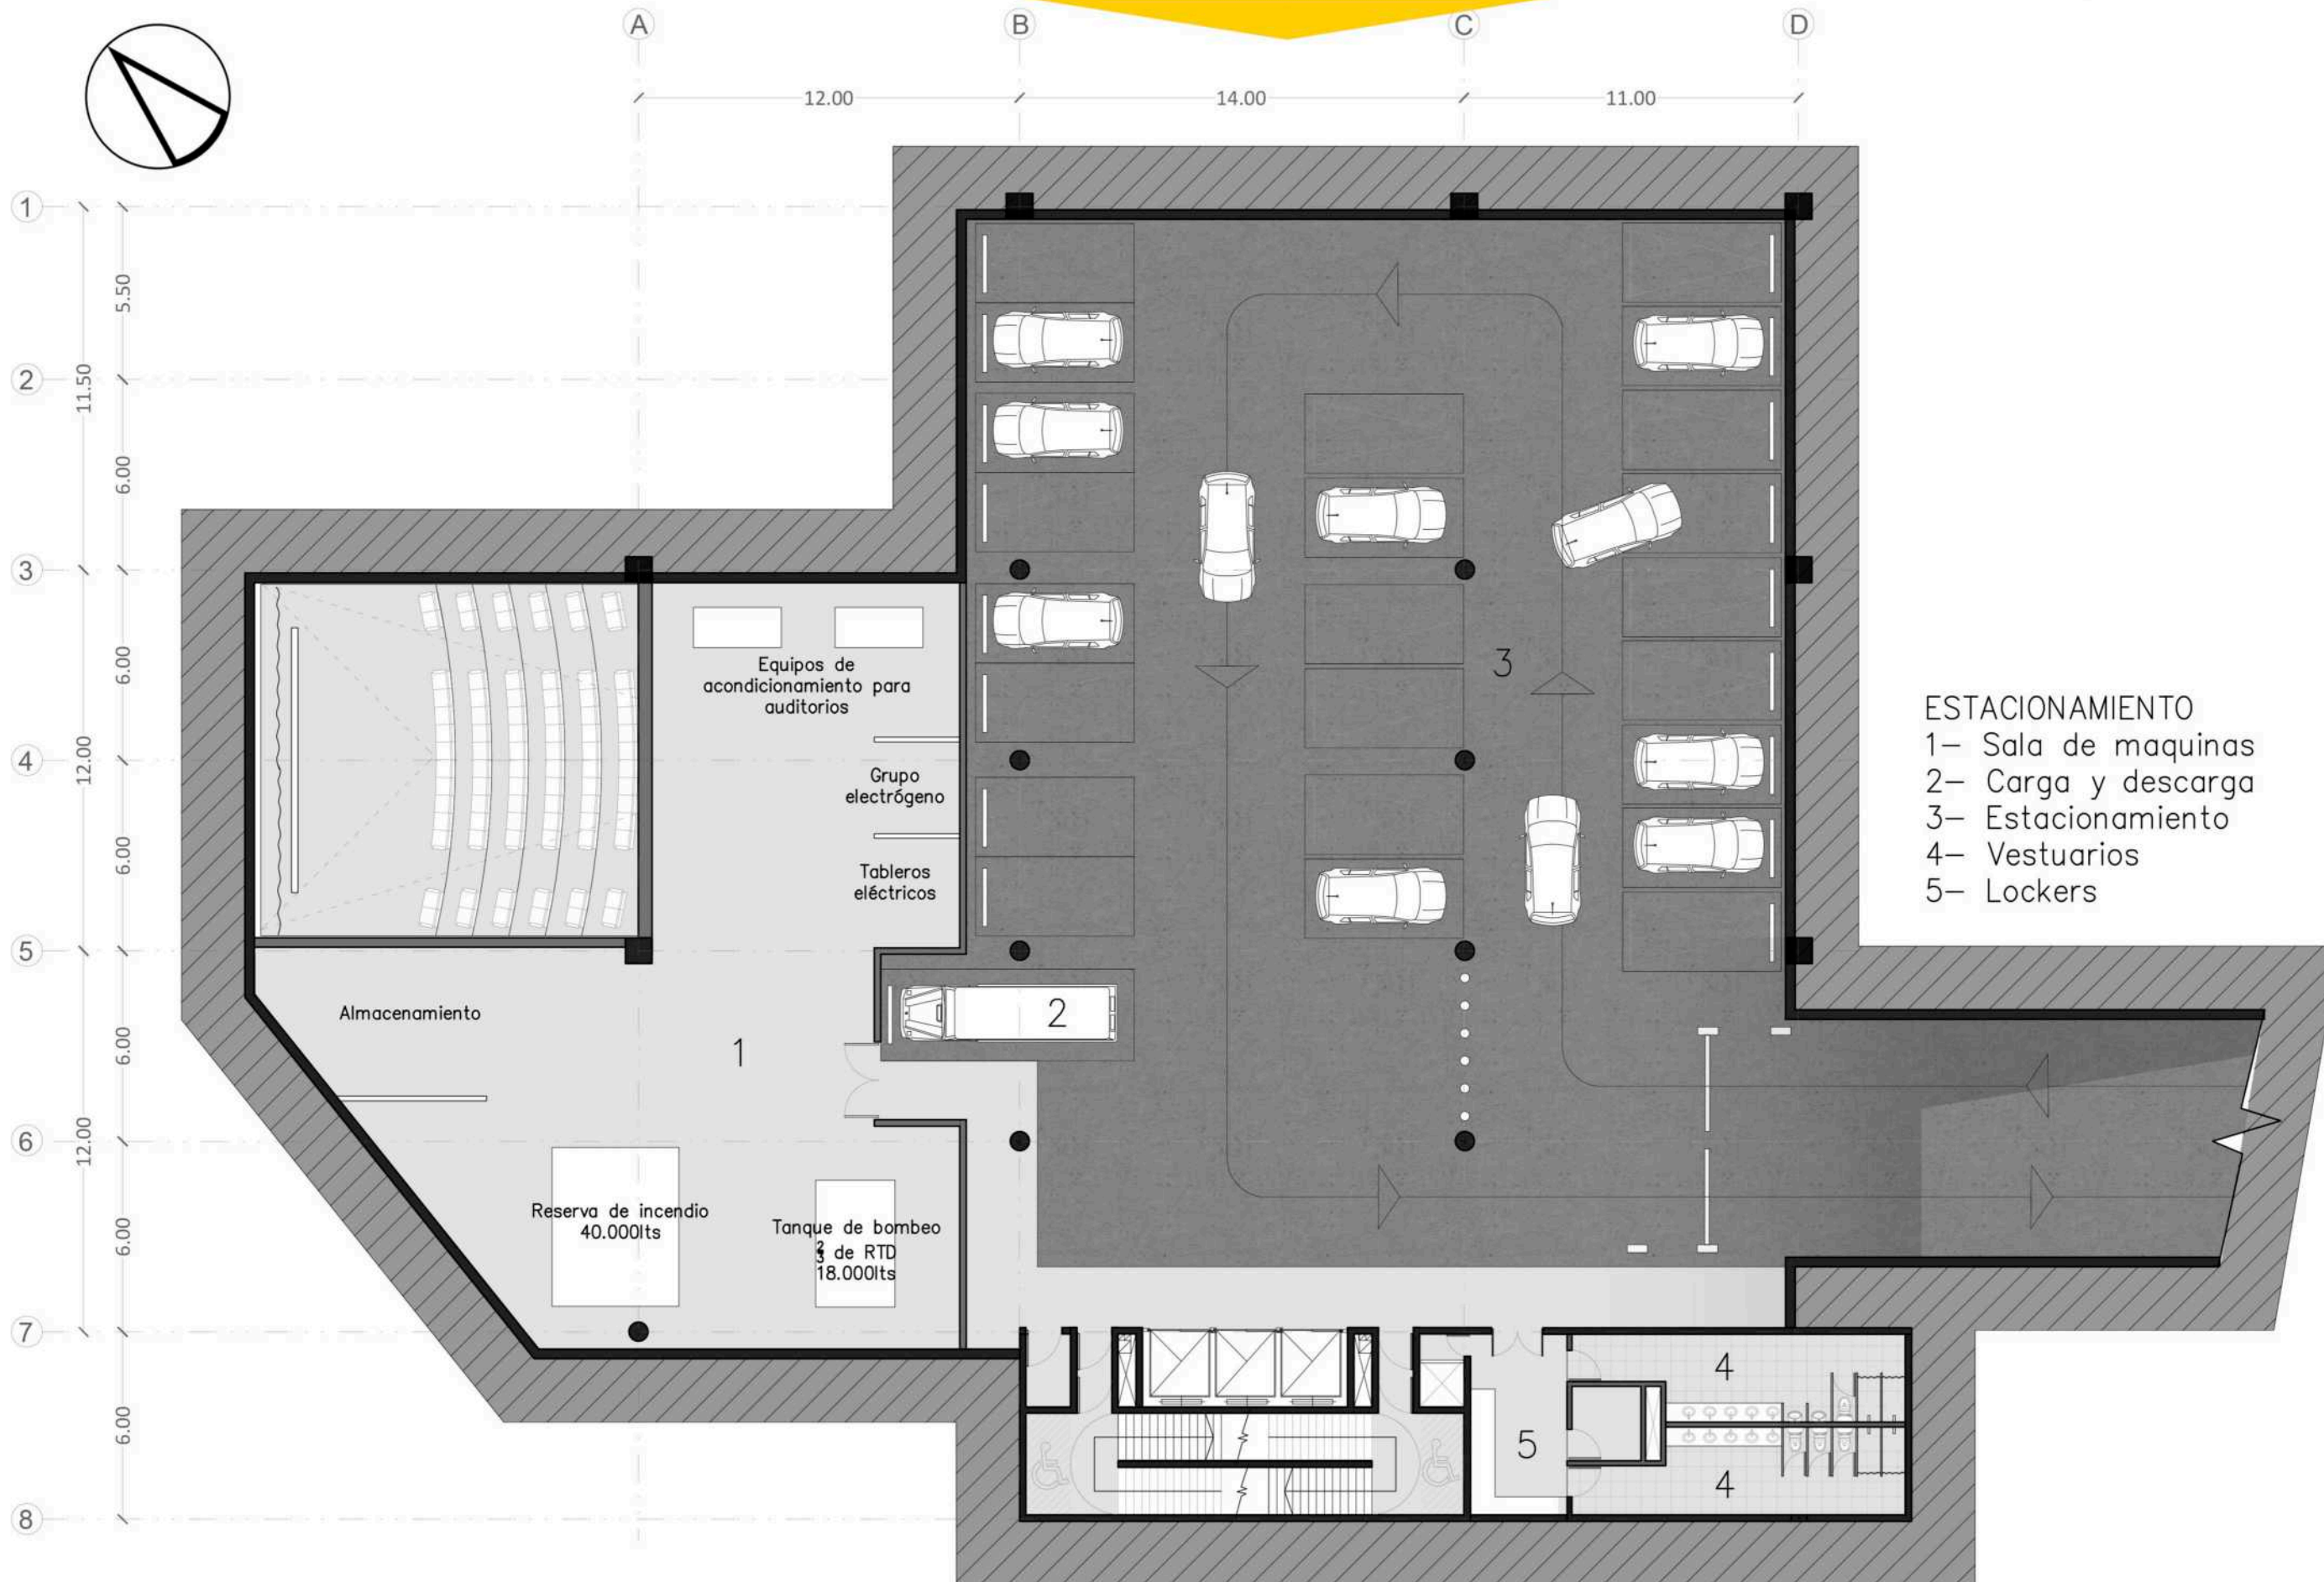 A
B
C
D
12.00
14.00
11.00
1
2
3
4
5
6
7
8
11.50
12.00
12.00
5.50
6.00
6.00
6.00
6.00
6.00
6.00
Equipos de
acondicionamiento para
auditorios
Grupo
electrógeno
Tableros
eléctricos
Almacenamiento
1
2
3
Reserva de incendio
40.000lts
Tanque de bombeo
2/3 de RTD
18.000lts
4
5
4
ESTACIONAMIENTO
1– Sala de maquinas
2– Carga y descarga
3– Estacionamiento
4– Vestuarios
5– Lockers